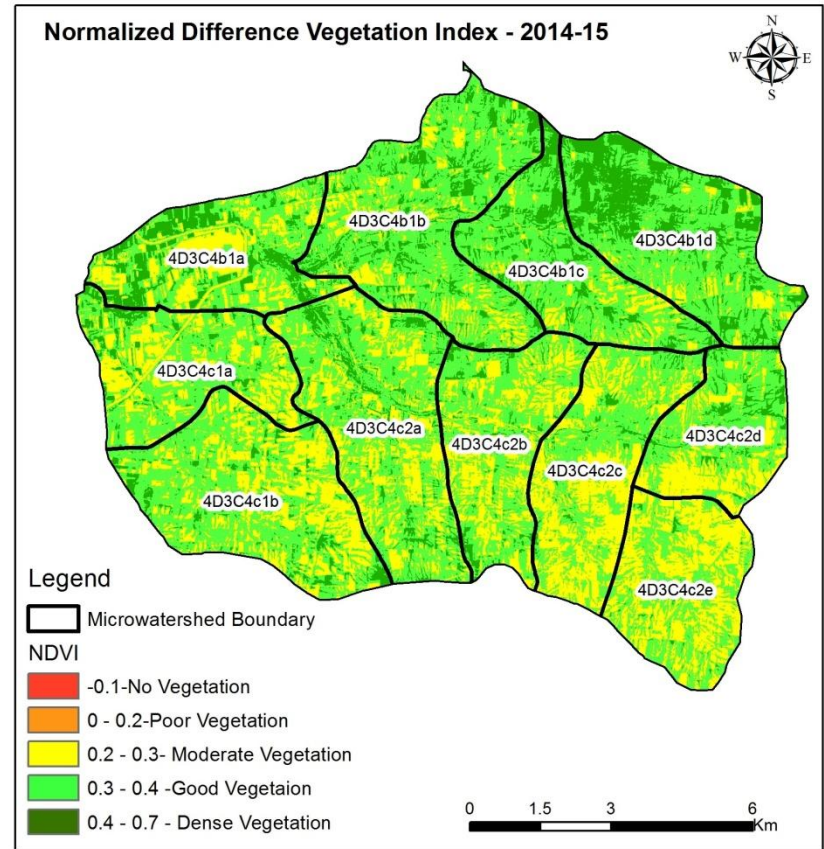 Normalized Difference Vegetation Index - 2014-15
N
W E
S
4D3C4b1b
4D3C4b1d
4D3C4b1a
4D3C4b1c
4D3C4c1a
4D3C4c2a
4D3C4c2b
4D3C4c2d
4D3C4c2c
4D3C4c1b
4D3C4c2e
Legend
Microwatershed Boundary
NDVI
-0.1-No Vegetation
0 - 0.2-Poor Vegetation
0.2 - 0.3- Moderate Vegetation
0.3 - 0.4 -Good Vegetaion
0.4 - 0.7 - Dense Vegetation
0 1.5 3 6
Km